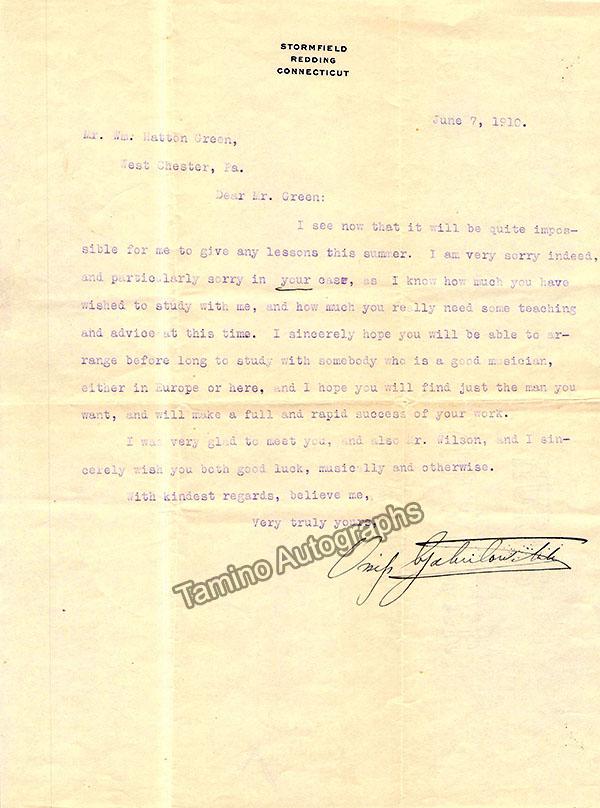 STORMFIELD
REDDING
CONNECTICUT
June 7, 1910.
Mr. Wm: Hatton Green,
West Chester, Pa.
Dear Mr. Green:
I see now that it will be quite impos-
sible for me to give any lessons this summer. I am very sorry indeed,
and particularly sorry in your case, as I know how much you have
wished to study with me, and how much you really need some teaching
and advice at this time. I sincerely hope you will be able to ar-
range before long to study with somebody who is a good musician,
either in Europe or here, and I hope you will find just the man you
want, and will make a full and rapid success of your work.
I was very glad to meet you, and also Mr. Wilson, and I sin-
cerely wish you both good luck, musically and otherwise.
With kindest regards, believe me,
Very truly yours,
Ossip Gabrilowitsch
Tamino Autographs